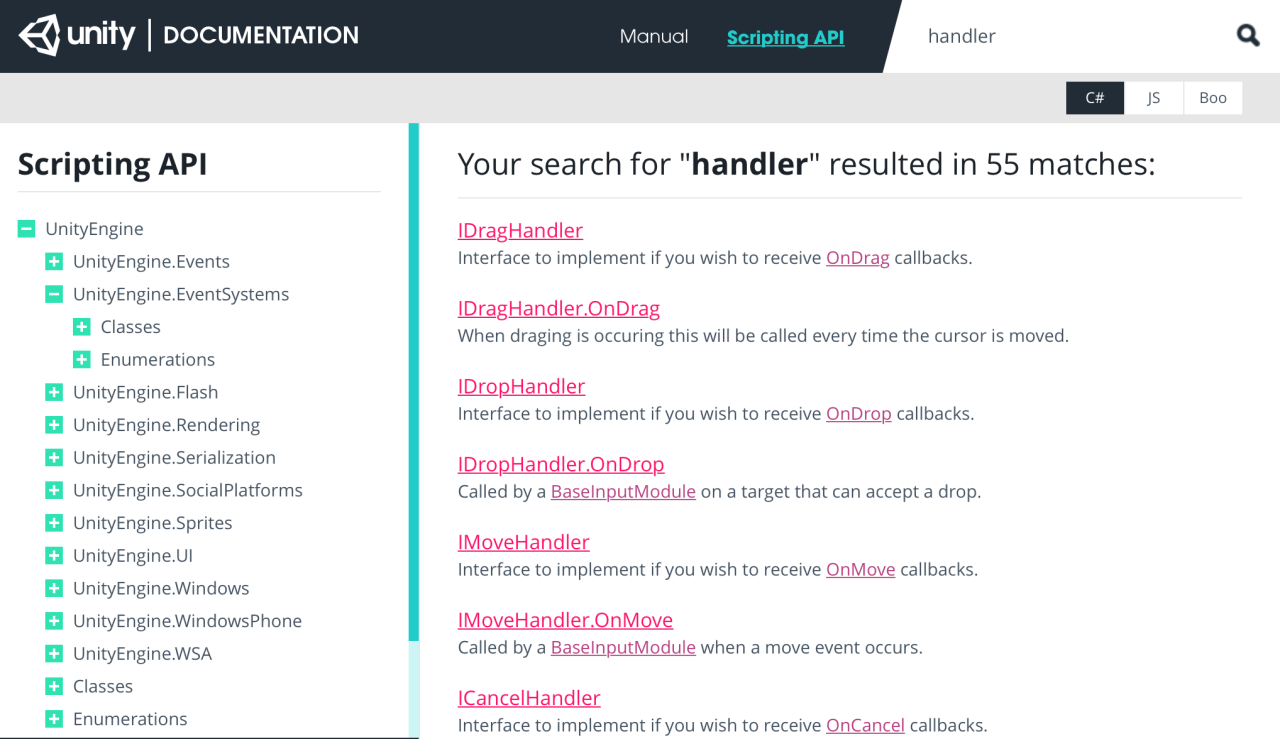 unity | DOCUMENTATION
Manual
Scripting API
handler
C#
JS
Boo
Scripting API
UnityEngine
UnityEngine.Events
UnityEngine.EventSystems
Classes
Enumerations
UnityEngine.Flash
UnityEngine.Rendering
UnityEngine.Serialization
UnityEngine.SocialPlatforms
UnityEngine.Sprites
UnityEngine.UI
UnityEngine.Windows
UnityEngine.WindowsPhone
UnityEngine.WSA
Classes
Enumerations
Your search for "handler" resulted in 55 matches:
IDragHandler
Interface to implement if you wish to receive OnDrag callbacks.
IDragHandler.OnDrag
When draging is occuring this will be called every time the cursor is moved.
IDropHandler
Interface to implement if you wish to receive OnDrop callbacks.
IDropHandler.OnDrop
Called by a BaseInputModule on a target that can accept a drop.
IMoveHandler
Interface to implement if you wish to receive OnMove callbacks.
IMoveHandler.OnMove
Called by a BaseInputModule when a move event occurs.
ICancelHandler
Interface to implement if you wish to receive OnCancel callbacks.